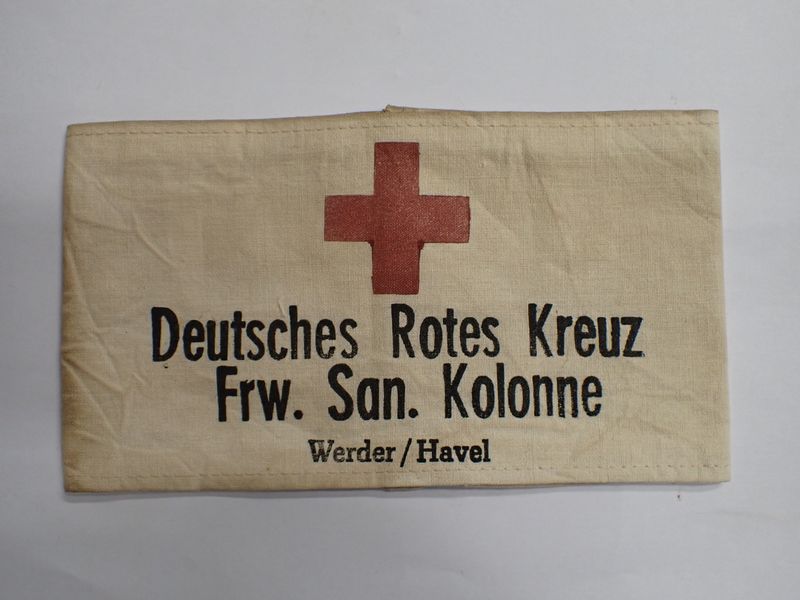 Deutsches Rotes Kreuz
Frw. San. Kolonne
Werder/Havel